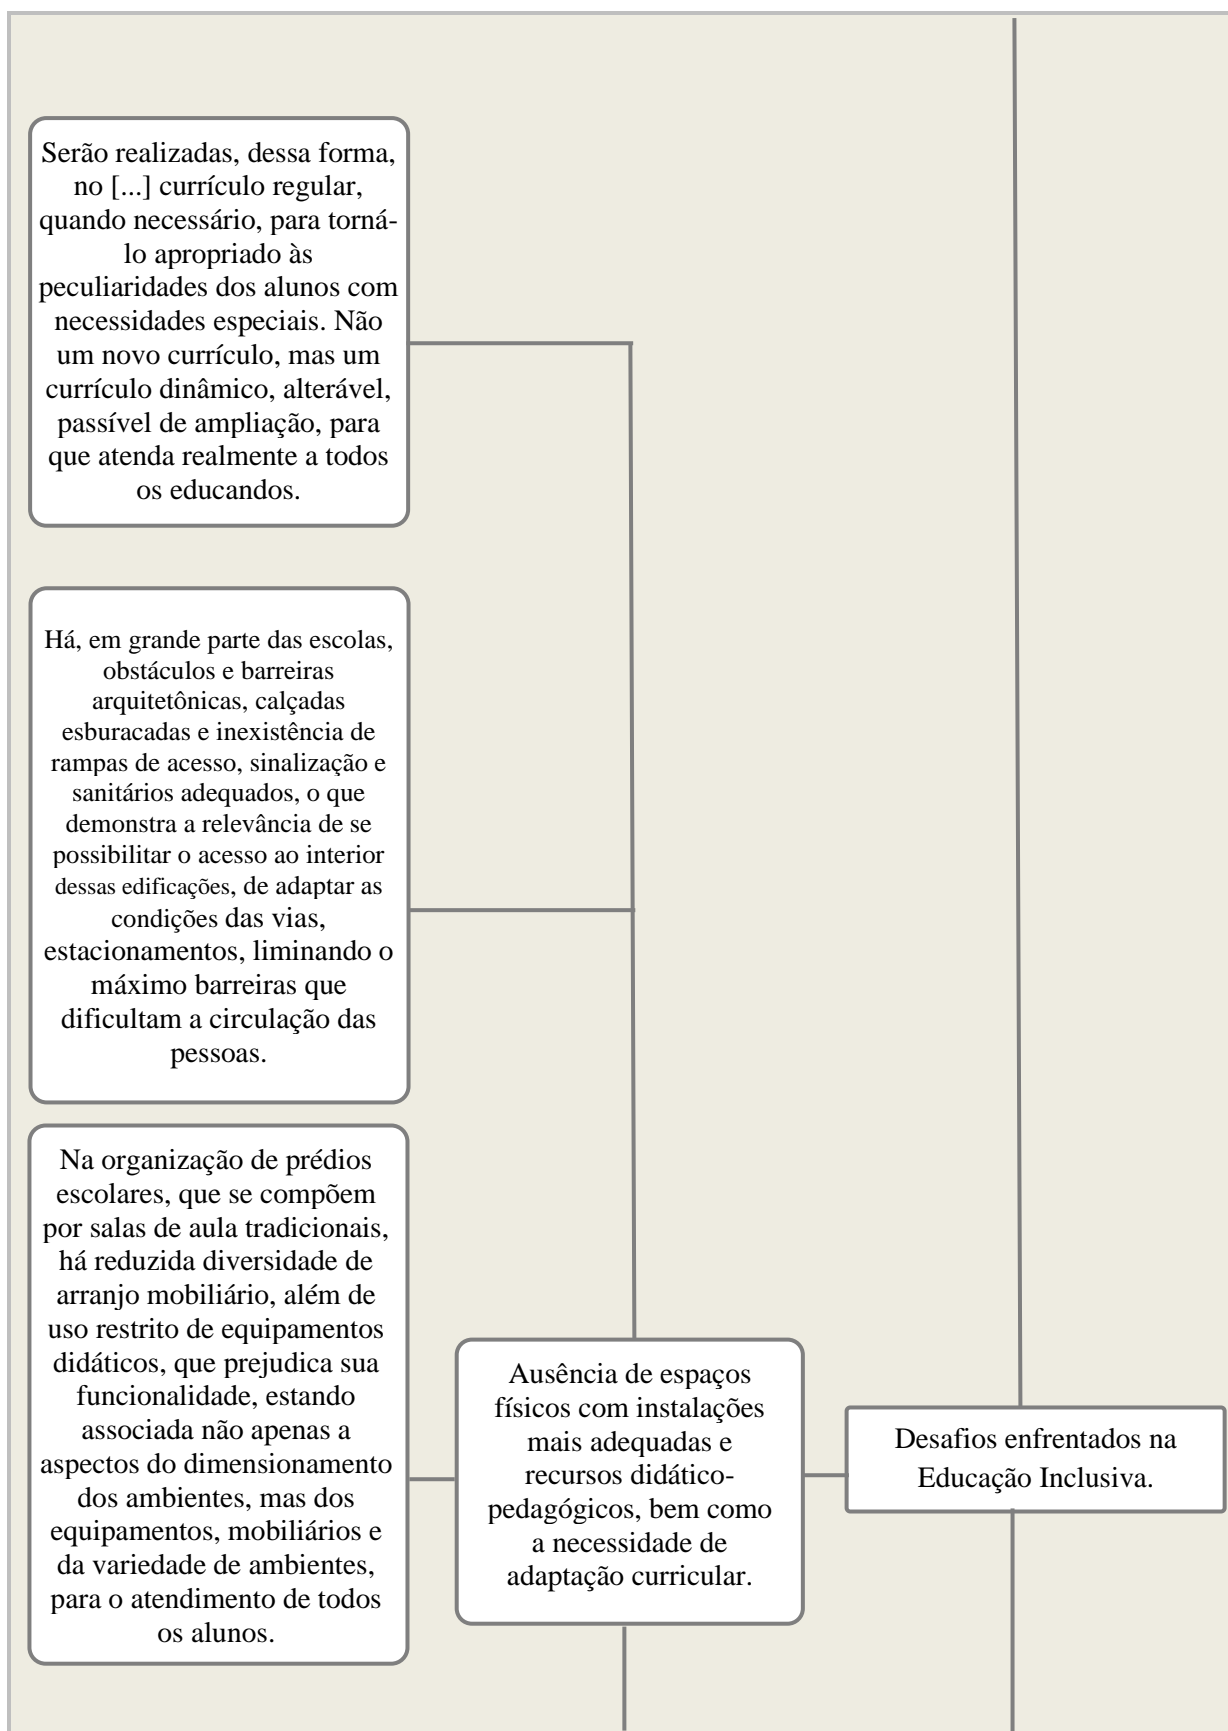 Serão realizadas, dessa forma,
no [...] currículo regular,
quando necessário, para torná-
lo apropriado às
peculiaridades dos alunos com
necessidades especiais. Não
um novo currículo, mas um
currículo dinâmico, alterável,
passível de ampliação, para
que atenda realmente a todos
os educandos.
Há, em grande parte das escolas,
obstáculos e barreiras
arquitetônicas, calçadas
esburacadas e inexistência de
rampas de acesso, sinalização e
sanitários adequados, o que
demonstra a relevância de se
possibilitar o acesso ao interior
dessas edificações, de adaptar as
condições das vias,
estacionamentos, liminando o
máximo barreiras que
dificultam a circulação das
pessoas.
Na organização de prédios
escolares, que se compõem
por salas de aula tradicionais,
há reduzida diversidade de
arranjo mobiliário, além de
uso restrito de equipamentos
didáticos, que prejudica sua
funcionalidade, estando
associada não apenas a
aspectos do dimensionamento
dos ambientes, mas dos
equipamentos, mobiliários e
da variedade de ambientes,
para o atendimento de todos
os alunos.
Ausência de espaços
físicos com instalações
mais adequadas e
recursos didático-
pedagógicos, bem como
a necessidade de
adaptação curricular.
Desafios enfrentados na
Educação Inclusiva.